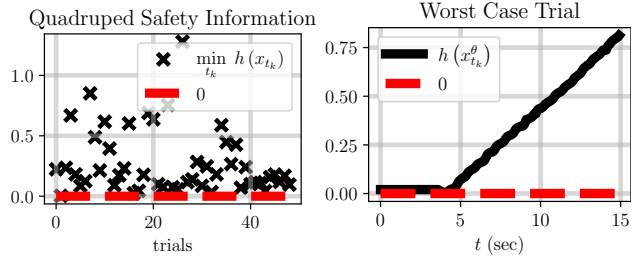 Quadruped Safety Information
min h (x_{t_k})
t_k
0
1.0
0.5
0.0
0 20 40
trials
Worst Case Trial
h (x^θ_{t_k})
0
0.75
0.50
0.25
0.00
0 5 10 15
t (sec)